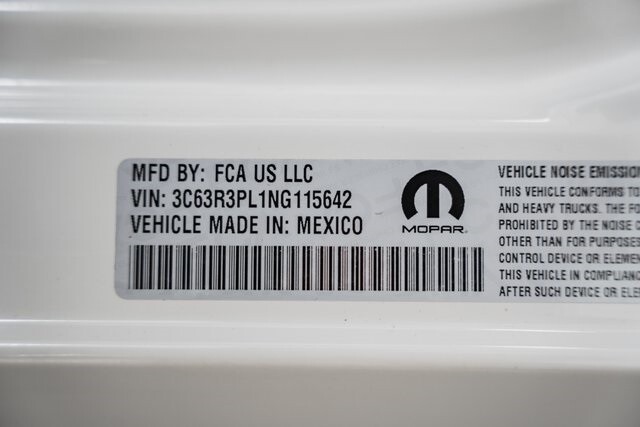 MFD BY: FCA US LLC
VIN: 3C63R3PL1NG115642
VEHICLE MADE IN: MEXICO
MOPAR
VEHICLE NOISE EMISSION
THIS VEHICLE CONFORMS TO
AND HEAVY TRUCKS. THE FO
PROHIBITED BY THE NOISE C
OTHER THAN FOR PURPOSES
CONTROL DEVICE OR ELEMEN
THIS VEHICLE IN COMPLIANC
AFTER SUCH DEVICE OR ELE